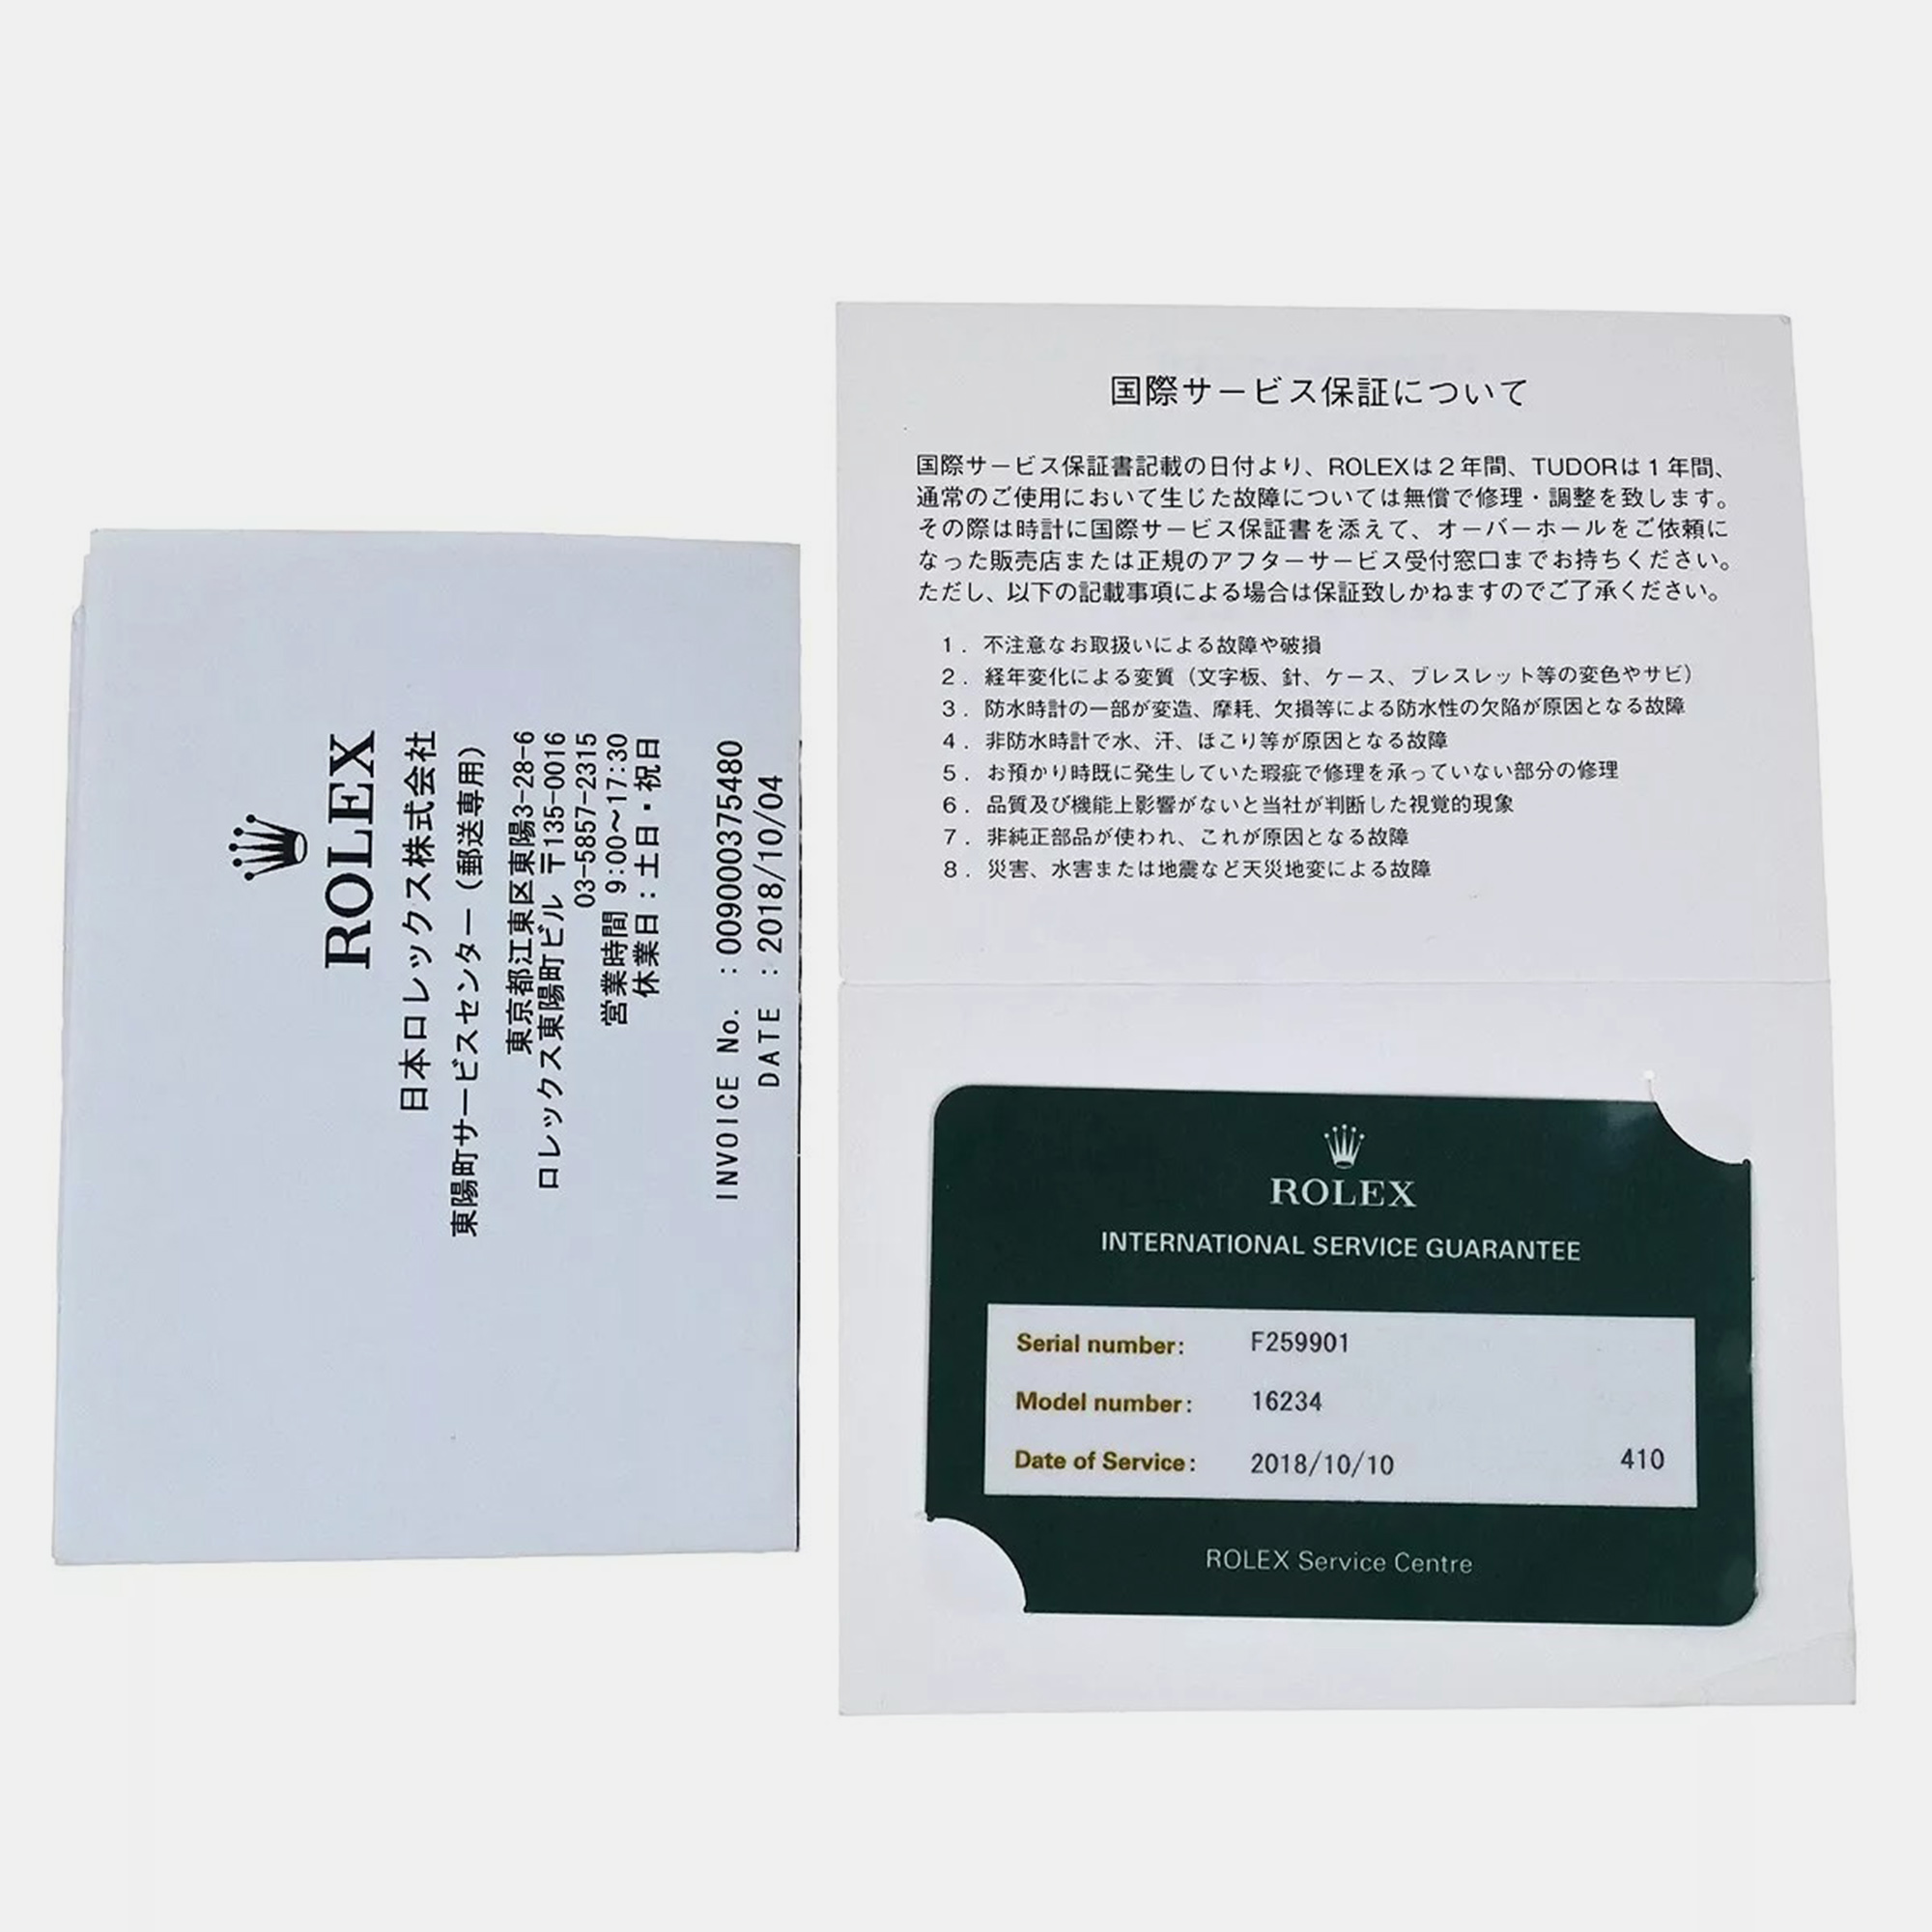 ROLEX
日本ロレックス株式会社
東陽町サービスセンター（郵送専用）
東京都江東区東陽3-28-6
ロレックス東陽町ビル 〒135-0016
03-5857-2315
営業時間 9:00～17:30
休業日：土日・祝日
INVOICE No. : 0090000375480
DATE : 2018/10/04
国際サービス保証について
国際サービス保証書記載の日付より、ROLEXは２年間、TUDORは１年間、
通常のご使用において生じた故障については無償で修理・調整を致します。
その際は時計に国際サービス保証書を添えて、オーバーホールをご依頼に
なった販売店または正規のアフターサービス受付窓口までお持ちください。
ただし、以下の記載事項による場合は保証致しかねますのでご了承ください。
１．不注意なお取扱いによる故障や破損
２．経年変化による変質（文字板、針、ケース、ブレスレット等の変色やサビ）
３．防水時計の一部が変造、摩耗、欠損等による防水性の欠陥が原因となる故障
４．非防水時計で水、汗、ほこり等が原因となる故障
５．お預かり時既に発生していた瑕疵で修理を承っていない部分の修理
６．品質及び機能上影響がないと当社が判断した視覚的現象
７．非純正部品が使われ、これが原因となる故障
８．災害、水害または地震など天災地変による故障
ROLEX
INTERNATIONAL SERVICE GUARANTEE
Serial number: F259901
Model number: 16234
Date of Service: 2018/10/10 410
ROLEX Service Centre